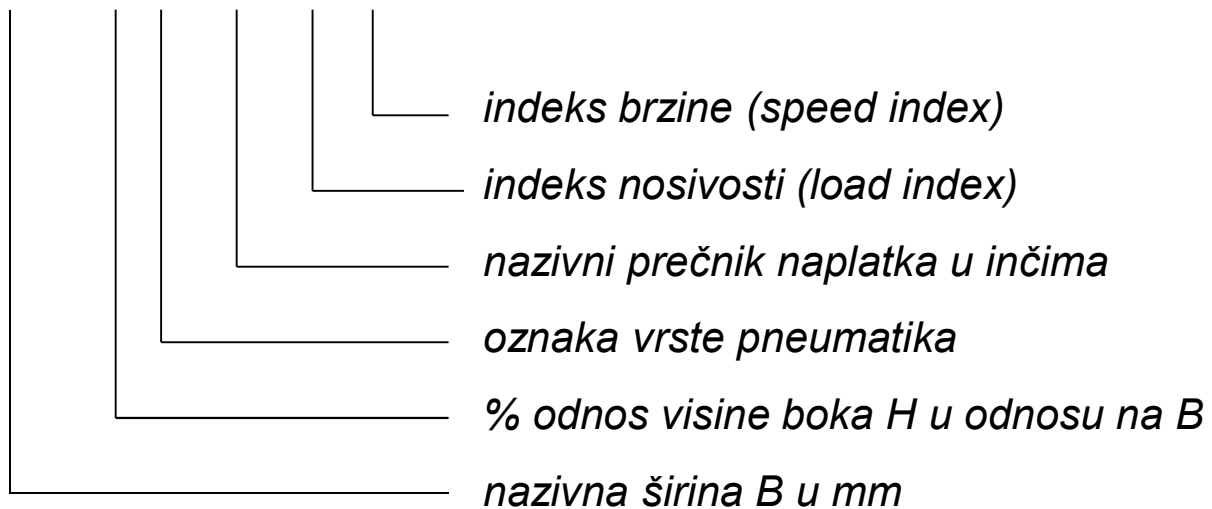 indeks brzine (speed index)
indeks nosivosti (load index)
nazivni prečnik naplatka u inčima
oznaka vrste pneumatika
% odnos visine boka H u odnosu na B
nazivna širina B u mm